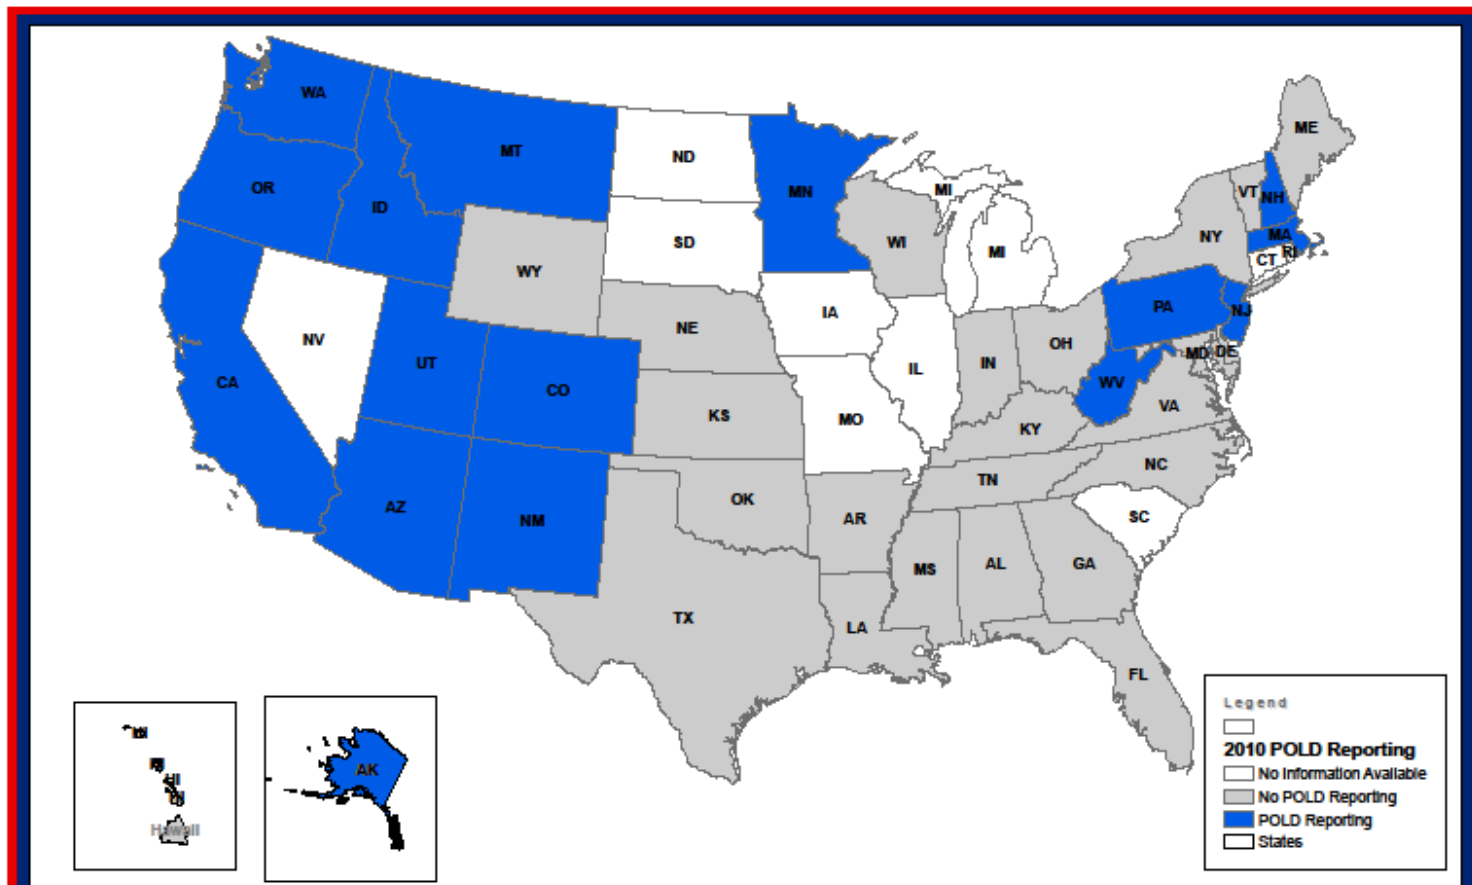 WA
MT
ND
ME
OR
ID
MN
MI
VT
NH
SD
WI
NY
MA
WY
MI
CT
RI
IA
PA
NJ
NE
NV
OH
MD
DE
UT
IN
IL
CA
CO
WV
VA
KS
MO
KY
NC
TN
OK
AZ
NM
AR
SC
MS
AL
GA
TX
LA
FL
HI
AK
Hawaii
Legend
2010 POLD Reporting
No Information Available
No POLD Reporting
POLD Reporting
States